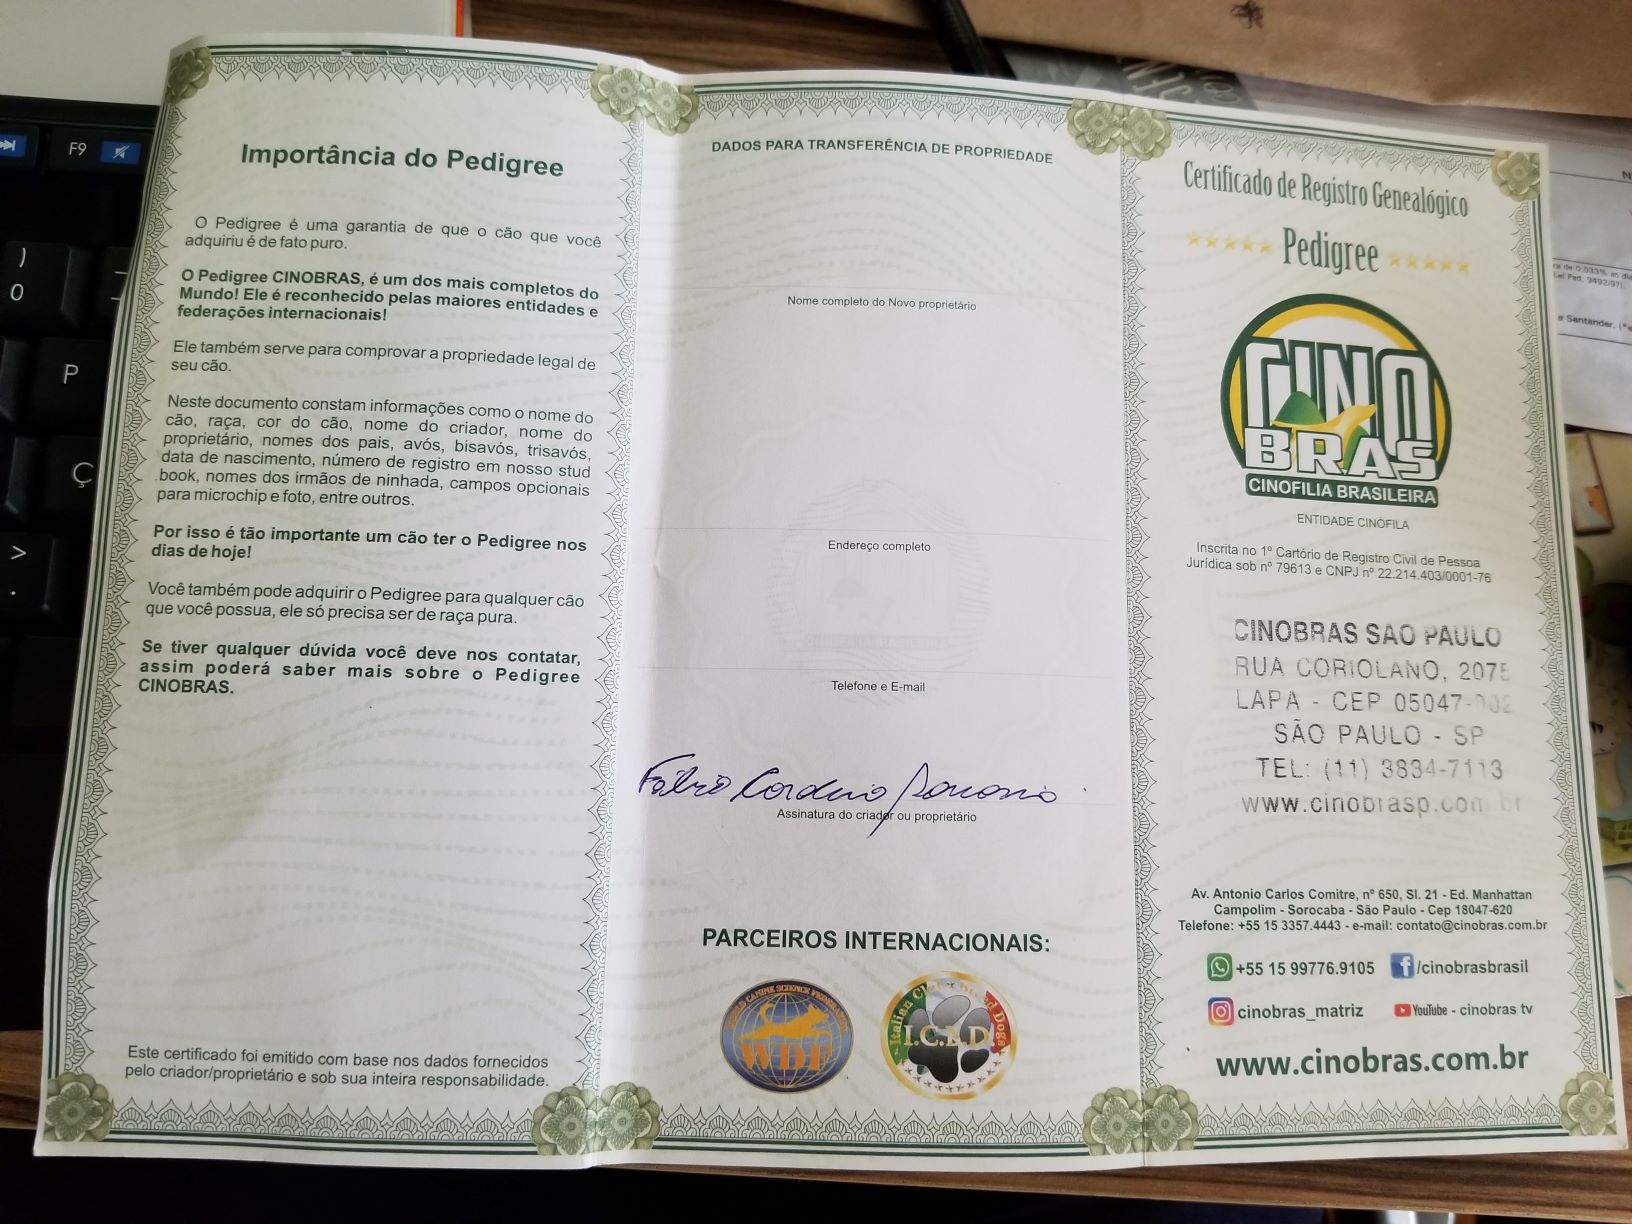 Importância do Pedigree
O Pedigree é uma garantia de que o cão que você
adquiriu é de fato puro.
O Pedigree CINOBRAS, é um dos mais completos do
Mundo! Ele é reconhecido pelas maiores entidades e
federações internacionais!
Ele também serve para comprovar a propriedade legal de
seu cão.
Neste documento constam informações como o nome do
cão, raça, cor do cão, nome do criador, nome do
proprietário, nomes dos pais, avós, bisavós, trisavós,
data de nascimento, número de registro em nosso stud
book, nomes dos irmãos de ninhada, campos opcionais
para microchip e foto, entre outros.
Por isso é tão importante um cão ter o Pedigree nos
dias de hoje!
Você também pode adquirir o Pedigree para qualquer cão
que você possua, ele só precisa ser de raça pura.
Se tiver qualquer dúvida você deve nos contatar,
assim poderá saber mais sobre o Pedigree
CINOBRAS.
Este certificado foi emitido com base nos dados fornecidos
pelo criador/proprietário e sob sua inteira responsabilidade.
DADOS PARA TRANSFERÊNCIA DE PROPRIEDADE
Nome completo do Novo proprietário
Endereço completo
Telefone e E-mail
Assinatura do criador ou proprietário
PARCEIROS INTERNACIONAIS:
WORLD CANINE SCIENCE FEDERATION
WDF
Italian Breed Dogs
I.C.B.D.
Certificado de Registro Genealógico
Pedigree
CINO
BRAS
CINOFILIA BRASILEIRA
ENTIDADE CINÓFILA
Inscrita no 1º Cartório de Registro Civil de Pessoa
Jurídica sob nº 79613 e CNPJ nº 22.214.403/0001-76
CINOBRAS SAO PAULO
RUA CORIOLANO, 2075
LAPA - CEP 05047-002
SÃO PAULO - SP
TEL: (11) 3834-7113
www.cinobrasp.com.br
Av. Antonio Carlos Comitre, nº 650, Sl. 21 - Ed. Manhattan
Campolim - Sorocaba - São Paulo - Cep 18047-620
Telefone: +55 15 3357.4443 - e-mail: contato@cinobras.com.br
+55 15 99776.9105 /cinobrasbrasil
cinobras_matriz YouTube - cinobras tv
www.cinobras.com.br
F9
)
0
P
Ç
>
.